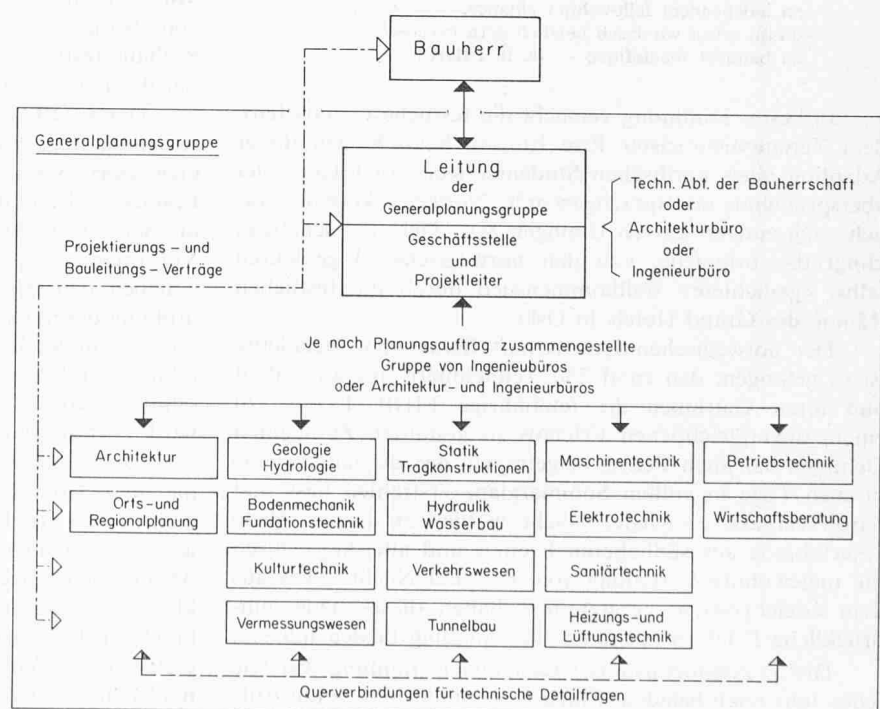 Bauherr
Generalplanungsgruppe
Leitung
der
Generalplanungsgruppe
Geschäftsstelle
und
Projektleiter
Techn. Abt. der Bauherrschaft
oder
Architekturbüro
+
Ingenieurbüro
Projektierungs- und
Bauleitungs-Verträge
Je nach Planungsauftrag zusammengestellte
Gruppe von Ingenieurbüros
oder Architektur- und Ingenieurbüros
Architektur
Geologie
Hydrologie
Statik
Tragkonstruktionen
Maschinentechnik
Betriebstechnik
Orts- und
Regionalplanung
Bodenmechanik
Fundationstechnik
Hydraulik
Wasserbau
Elektrotechnik
Wirtschaftsberatung
Kulturtechnik
Verkehrswesen
Sanitärtechnik
Vermessungswesen
Tunnelbau
Heizungs- und
Lüftungstechnik
Querverbindungen für technische Detailfragen